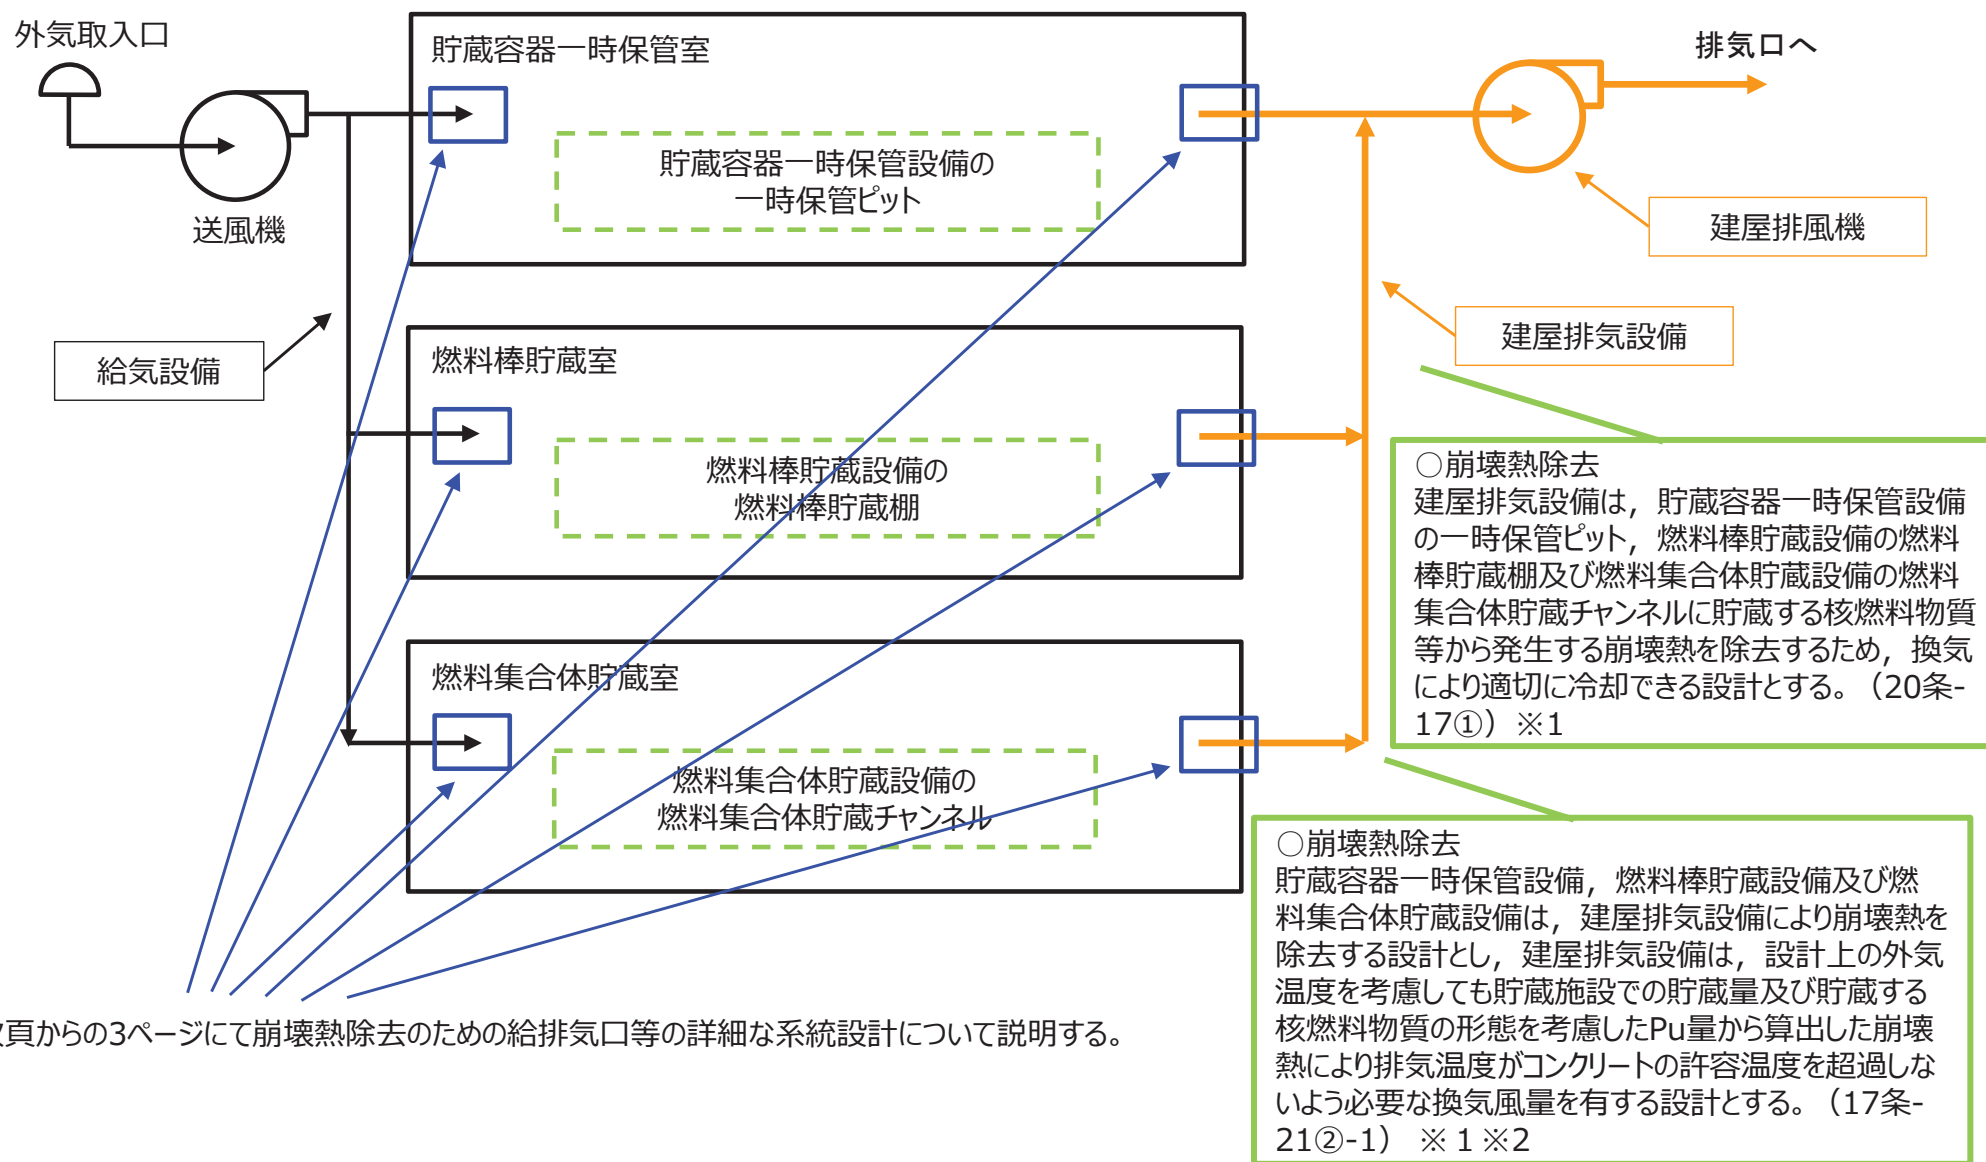 外気取入口
送風機
給気設備
貯蔵容器一時保管室
貯蔵容器一時保管設備の
一時保管ピット
燃料棒貯蔵室
燃料棒貯蔵設備の
燃料棒貯蔵棚
燃料集合体貯蔵室
燃料集合体貯蔵設備の
燃料集合体貯蔵チャンネル
排気口へ
建屋排風機
建屋排気設備
○崩壊熱除去
建屋排気設備は，貯蔵容器一時保管設備
の一時保管ピット，燃料棒貯蔵設備の燃料
棒貯蔵棚及び燃料集合体貯蔵設備の燃料
集合体貯蔵チャンネルに貯蔵する核燃料物質
等から発生する崩壊熱を除去するため，換気
により適切に冷却できる設計とする。（20条-
17①）※1
○崩壊熱除去
貯蔵容器一時保管設備，燃料棒貯蔵設備及び燃
料集合体貯蔵設備は，建屋排気設備により崩壊熱を
除去する設計とし，建屋排気設備は，設計上の外気
温度を考慮しても貯蔵施設での貯蔵量及び貯蔵する
核燃料物質の形態を考慮したPu量から算出した崩壊
熱により排気温度がコンクリートの許容温度を超過しな
いよう必要な換気風量を有する設計とする。（17条-
21②-1） ※１※2
頁からの3ページにて崩壊熱除去のための給排気口等の詳細な系統設計について説明する。